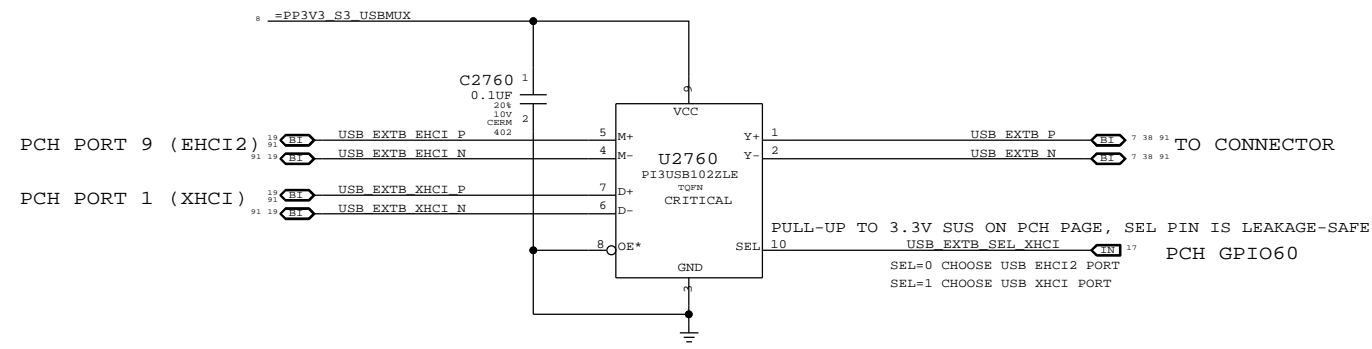 8 =PP3V3_S3_USBMUX
C2760 1
0.1UF
20%
10V
CERM
402 2
9
VCC
PCH PORT 9 (EHCI2)
19 91 BI USB_EXTB_EHCI_P 5 M+
91 19 BI USB_EXTB_EHCI_N 4 M-
PCH PORT 1 (XHCI)
19 91 BI USB_EXTB_XHCI_P 7 D+
91 19 BI USB_EXTB_XHCI_N 6 D-
8 OE*
U2760
PI3USB102ZLE
TQFN
CRITICAL
GND
3
Y+ 1 USB_EXTB_P BI 7 38 91
Y- 2 USB_EXTB_N BI 7 38 91
TO CONNECTOR
PULL-UP TO 3.3V SUS ON PCH PAGE, SEL PIN IS LEAKAGE-SAFE
SEL 10 USB_EXTB_SEL_XHCI IN 17
PCH GPIO60
SEL=0 CHOOSE USB EHCI2 PORT
SEL=1 CHOOSE USB XHCI PORT